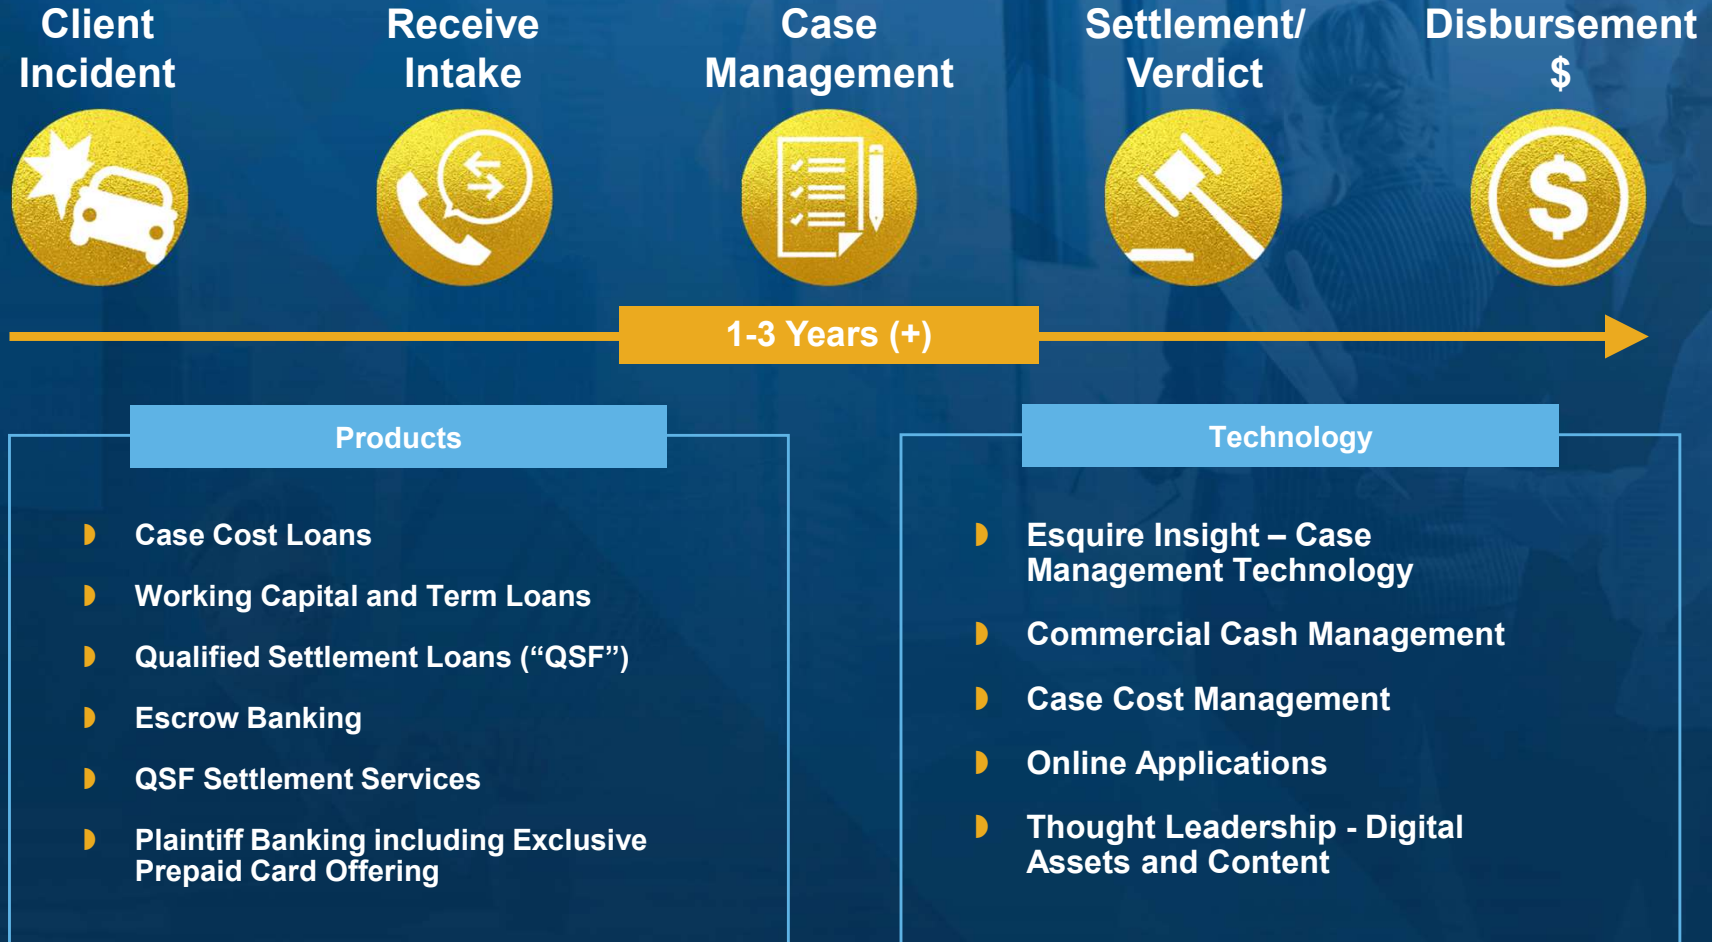 Client
Incident
Receive
Intake
Case
Management
Settlement/
Verdict
Disbursement
$
$
1-3 Years (+)
Products
Case Cost Loans
Working Capital and Term Loans
Qualified Settlement Loans (“QSF”)
Escrow Banking
QSF Settlement Services
Plaintiff Banking including Exclusive
Prepaid Card Offering
Technology
Esquire Insight – Case
Management Technology
Commercial Cash Management
Case Cost Management
Online Applications
Thought Leadership - Digital
Assets and Content